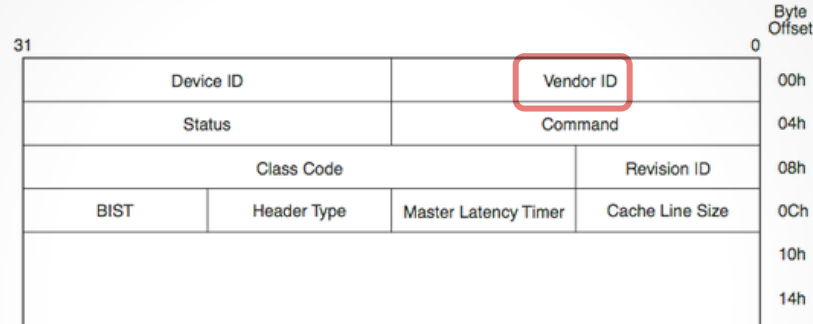 Byte
Offset
31 0
Device ID Vendor ID 00h
Status Command 04h
Class Code Revision ID 08h
BIST Header Type Master Latency Timer Cache Line Size 0Ch
10h
14h